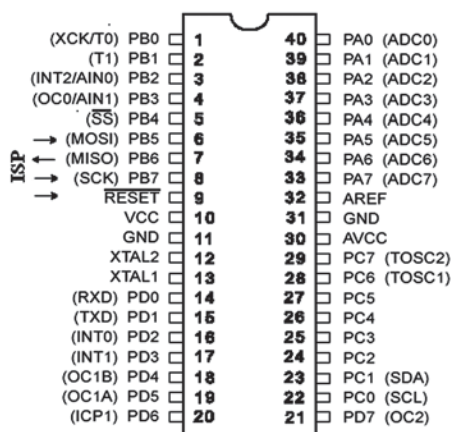 (XCK/T0) PB0 1 40 PA0 (ADC0)
(T1) PB1 2 39 PA1 (ADC1)
(INT2/AIN0) PB2 3 38 PA2 (ADC2)
(OC0/AIN1) PB3 4 37 PA3 (ADC3)
(SS) PB4 5 36 PA4 (ADC4)
ISP → (MOSI) PB5 6 35 PA5 (ADC5)
← (MISO) PB6 7 34 PA6 (ADC6)
→ (SCK) PB7 8 33 PA7 (ADC7)
→ RESET 9 32 AREF
VCC 10 31 GND
GND 11 30 AVCC
XTAL2 12 29 PC7 (TOSC2)
XTAL1 13 28 PC6 (TOSC1)
(RXD) PD0 14 27 PC5
(TXD) PD1 15 26 PC4
(INT0) PD2 16 25 PC3
(INT1) PD3 17 24 PC2
(OC1B) PD4 18 23 PC1 (SDA)
(OC1A) PD5 19 22 PC0 (SCL)
(ICP1) PD6 20 21 PD7 (OC2)